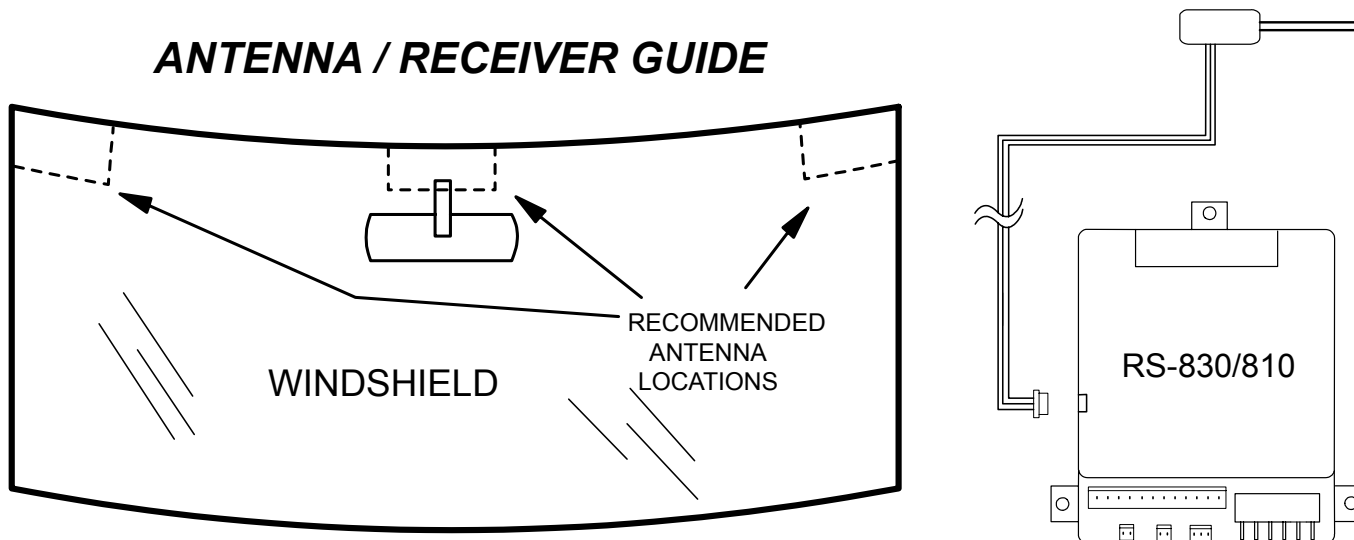 ANTENNA / RECEIVER GUIDE
RECOMMENDED
ANTENNA
LOCATIONS
WINDSHIELD
RS-830/810